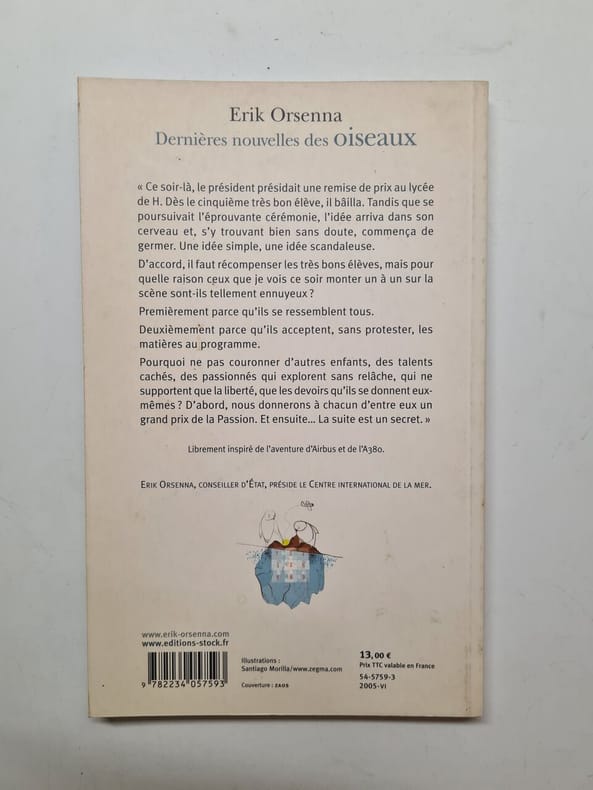 Erik Orsenna
Dernières nouvelles des oiseaux
« Ce soir-là, le président présidait une remise de prix au lycée
de H. Dès le cinquième très bon élève, il bâilla. Tandis que se
poursuivait l'éprouvante cérémonie, l'idée arriva dans son
cerveau et, s'y trouvant bien sans doute, commença de
germer. Une idée simple, une idée scandaleuse.
D'accord, il faut récompenser les très bons élèves, mais pour
quelle raison ceux que je vois ce soir monter un à un sur la
scène sont-ils tellement ennuyeux ?
Premièrement parce qu'ils se ressemblent tous.
Deuxièmement parce qu'ils acceptent, sans protester, les
matières au programme.
Pourquoi ne pas couronner d'autres enfants, des talents
cachés, des passionnés qui explorent sans relâche, qui ne
supportent que la liberté, que les devoirs qu'ils se donnent eux-
mêmes ? D'abord, nous donnerons à chacun d'entre eux un
grand prix de la Passion. Et ensuite... La suite est un secret. »
Librement inspiré de l'aventure d'Airbus et de l'A380.
Erik Orsenna, conseiller d'État, préside le Centre international de la mer.
www.erik-orsenna.com
www.editions-stock.fr
9 782234 057593
Illustrations :
Santiago Morilla/www.zegma.com
Couverture : ZAOS
13,00 €
Prix TTC valable en France
54-5759-3
2005-VI